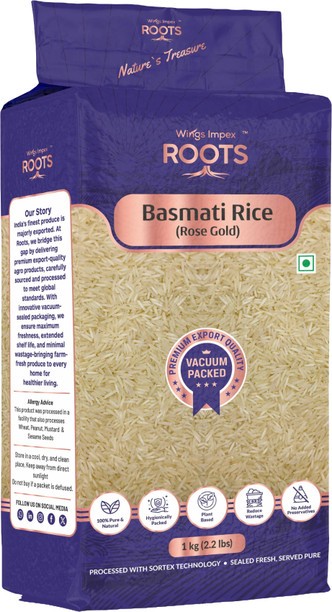 Wings Impex ™
ROOTS
Nature's Treasure
Wings Impex ™
ROOTS
Basmati Rice
(Rose Gold)
PREMIUM EXPORT QUALITY
VACUUM
PACKED
Our Story
India's finest produce is
majorly exported. At
Roots, we bridge this
gap by delivering
premium export-quality
agro products, carefully
sourced and processed
to meet global
standards. With
innovative vacuum-
sealed packaging, we
ensure maximum
freshness, extended
shelf life, and minimal
wastage-bringing farm-
fresh produce to every
home for
healthier living.
Allergy Advice
This product was processed in a
facility that also processes
Wheat, Peanut, Mustard &
Sesame Seeds
Store in a cool, dry, and clean
place. Keep away from direct
sunlight
Do not buy if a packet is defused.
FOLLOW US ON SOCIAL MEDIA
100% Pure &
Natural
Hygienically
Packed
Plant
Based
Reduce
Wastage
No Added
Preservatives
1 kg (2.2 lbs)
PROCESSED WITH SORTEX TECHNOLOGY • SEALED FRESH, SERVED PURE